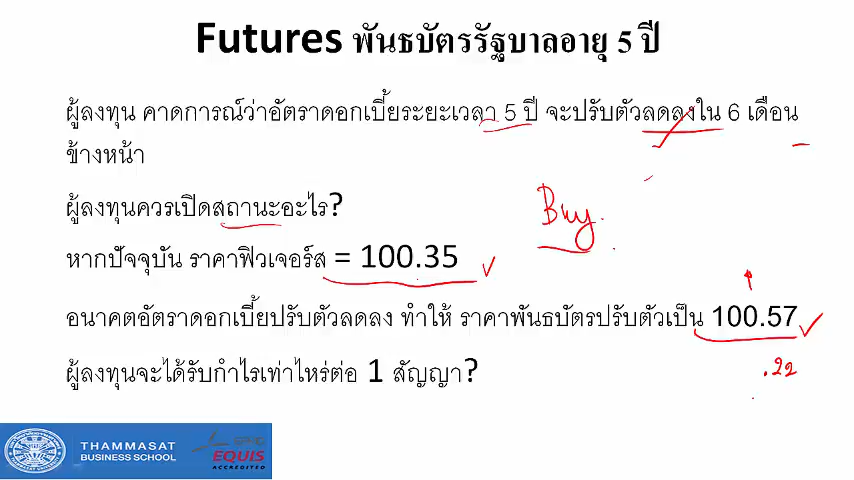 Futures พันธบัตรรัฐบาลอายุ 5 ปี
ผู้ลงทุน คาดการณ์ว่าอัตราดอกเบี้ยระยะเวลา 5 ปี จะปรับตัวลดลงใน 6 เดือน
ข้างหน้า
ผู้ลงทุนควรเปิดสถานะอะไร?
Buy.
หากปัจจุบัน ราคาฟิวเจอร์ส = 100.35
อนาคตอัตราดอกเบี้ยปรับตัวลดลง ทำให้ ราคาพันธบัตรปรับตัวเป็น 100.57
.22
ผู้ลงทุนจะได้รับกำไรเท่าไหร่ต่อ 1 สัญญา?
THAMMASAT
BUSINESS SCHOOL
EQUIS
ACCREDITED